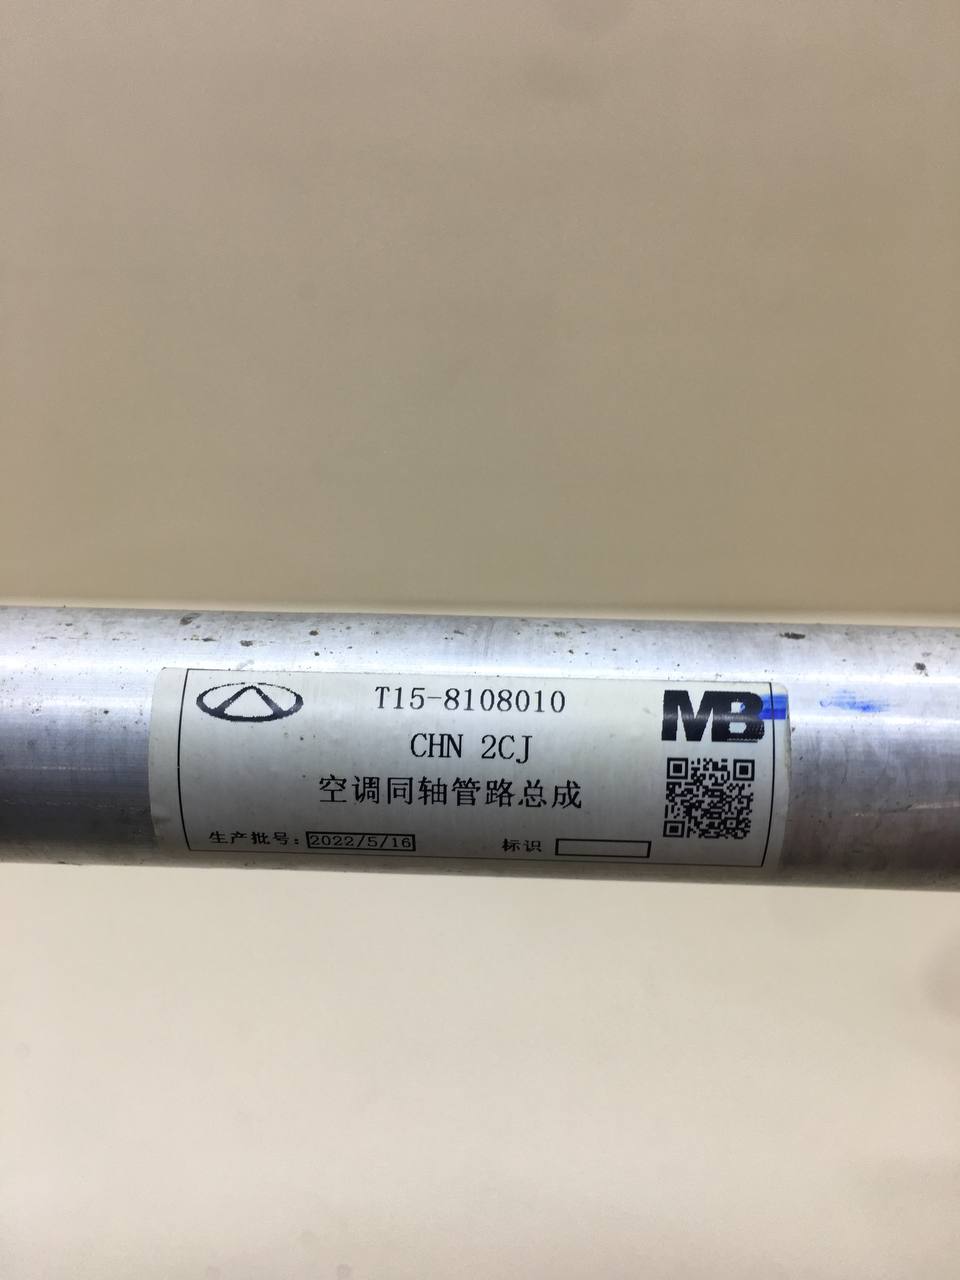 T15-8108010
MB
CHN 2CJ
空调同轴管路总成
生产批号: 2022/5/16
标识